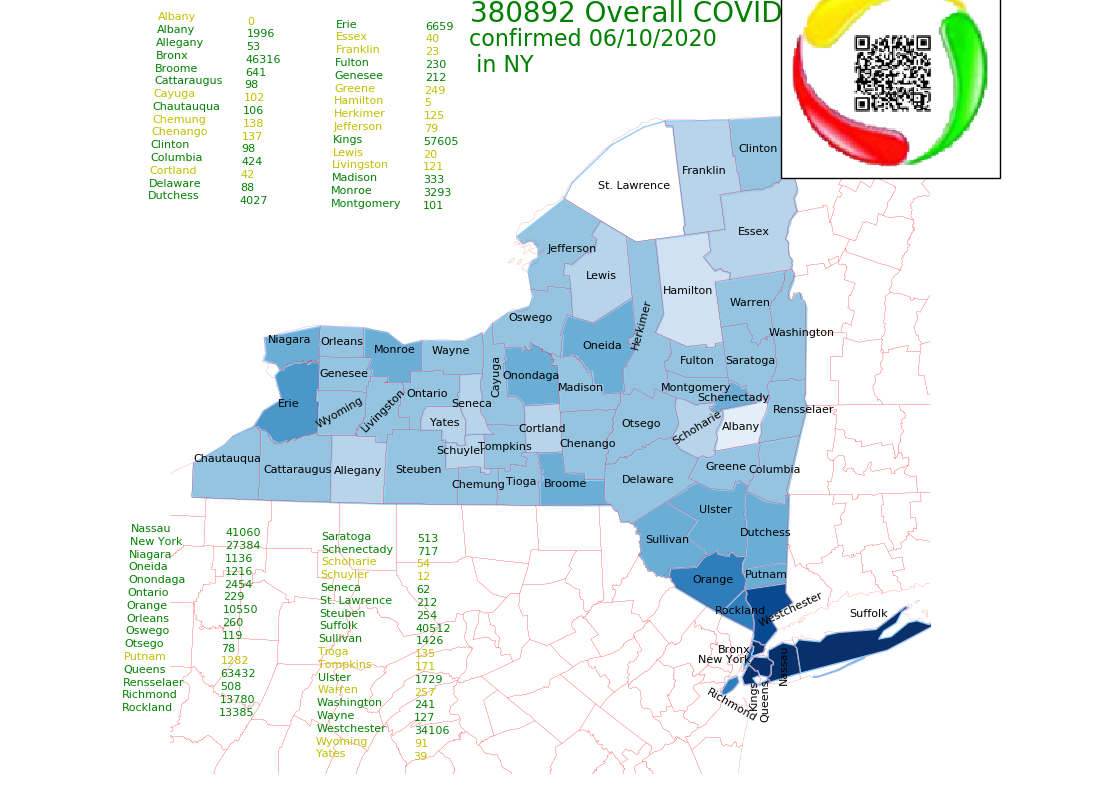 380892 Overall COVID
confirmed 06/10/2020
in NY
Albany 0
Albany 1996
Allegany 53
Bronx 46316
Broome 641
Cattaraugus 98
Cayuga 102
Chautauqua 106
Chemung 138
Chenango 137
Clinton 98
Columbia 424
Cortland 42
Delaware 88
Dutchess 4027
Erie 6659
Essex 40
Franklin 23
Fulton 230
Genesee 212
Greene 249
Hamilton 5
Herkimer 125
Jefferson 79
Kings 57605
Lewis 20
Livingston 121
Madison 333
Monroe 3293
Montgomery 101
Clinton
Franklin
St. Lawrence
Essex
Jefferson
Lewis
Hamilton
Warren
Oswego
Herkimer
Washington
Niagara
Orleans
Monroe
Wayne
Oneida
Fulton
Saratoga
Genesee
Cayuga
Onondaga
Madison
Montgomery
Schenectady
Erie
Wyoming
Livingston
Ontario
Seneca
Yates
Cortland
Otsego
Schoharie
Albany
Rensselaer
Chautauqua
Cattaraugus
Allegany
Steuben
Schuyler
Tompkins
Chenango
Chemung
Tioga
Broome
Delaware
Greene
Columbia
Ulster
Sullivan
Dutchess
Orange
Putnam
Rockland
Westchester
Suffolk
Bronx
New York
Nassau
Richmond
Kings
Queens
Nassau 41060
New York 27384
Niagara 1136
Oneida 1216
Onondaga 2454
Ontario 229
Orange 10550
Orleans 260
Oswego 119
Otsego 78
Putnam 1282
Queens 63432
Rensselaer 508
Richmond 13780
Rockland 13385
Saratoga 513
Schenectady 717
Schoharie 54
Schuyler 12
Seneca 62
St. Lawrence 212
Steuben 254
Suffolk 40512
Sullivan 1426
Tioga 135
Tompkins 171
Ulster 1729
Warren 257
Washington 241
Wayne 127
Westchester 34106
Wyoming 91
Yates 39